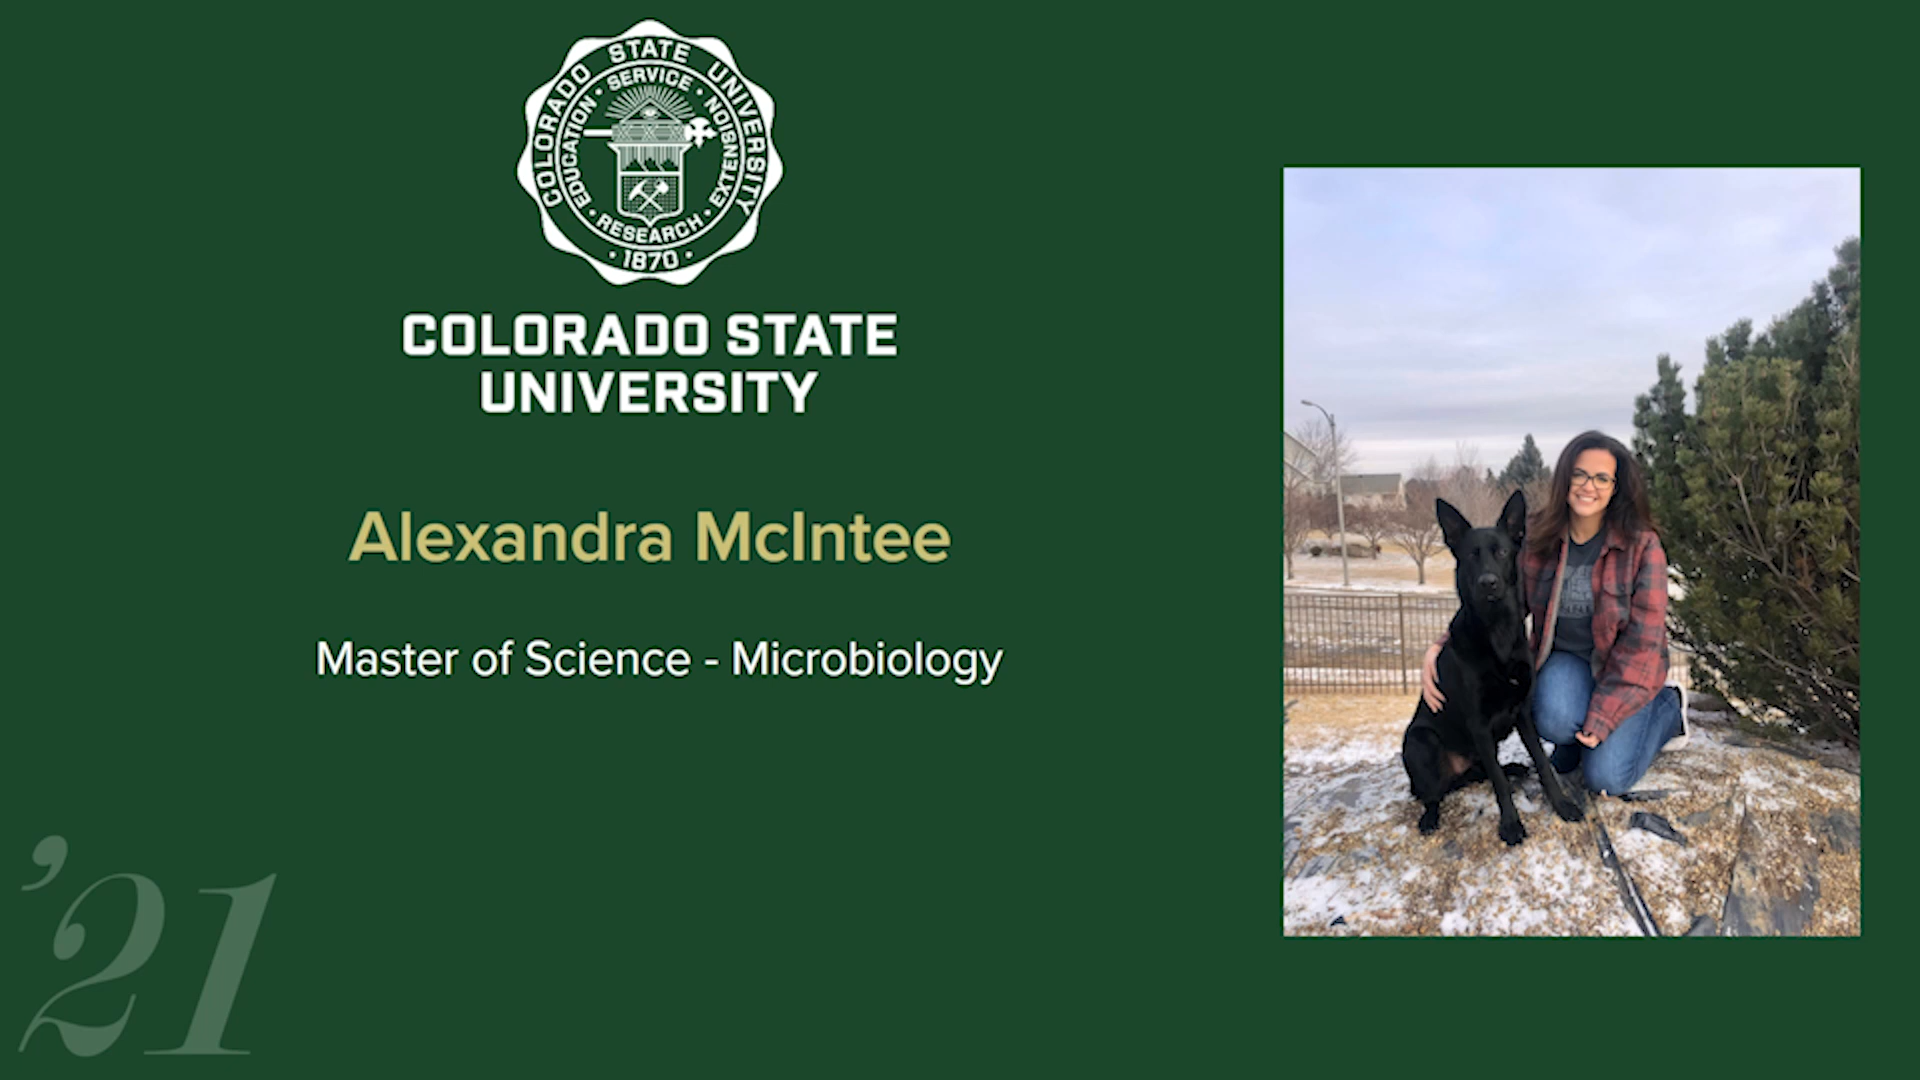 COLORADO STATE UNIVERSITY
EDUCATION • SERVICE • EXTENSION • RESEARCH
• 1870 •
COLORADO STATE
UNIVERSITY
Alexandra McIntee
Master of Science - Microbiology
’21